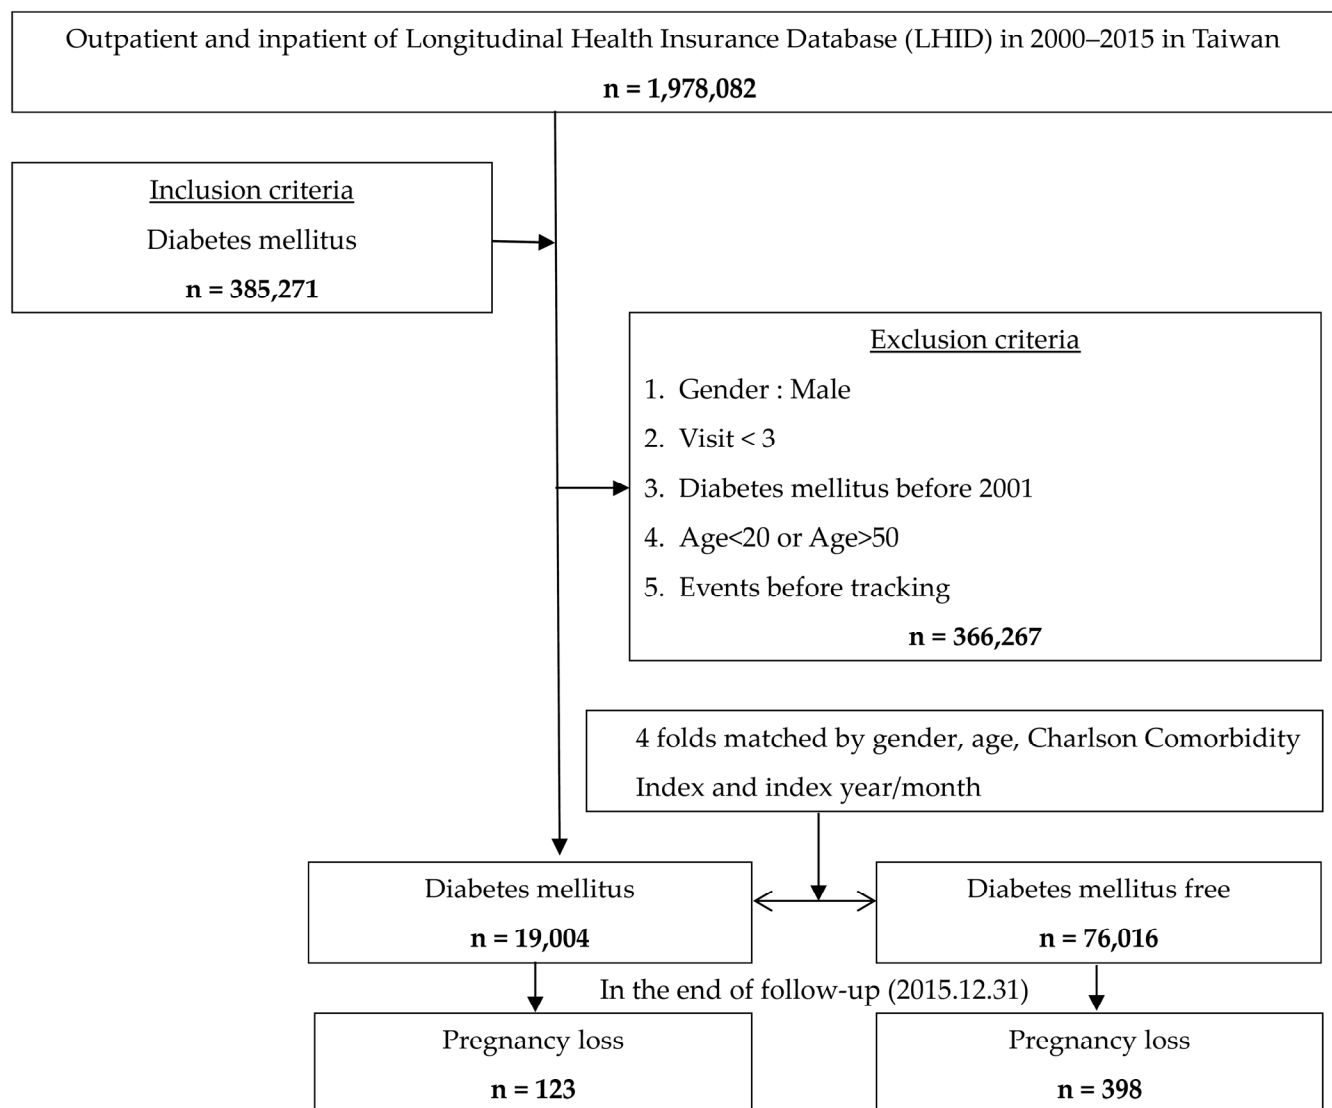 Outpatient and inpatient of Longitudinal Health Insurance Database (LHID) in 2000–2015 in Taiwan
n = 1,978,082
Inclusion criteria
Diabetes mellitus
n = 385,271
Exclusion criteria
1. Gender : Male
2. Visit < 3
3. Diabetes mellitus before 2001
4. Age<20 or Age>50
5. Events before tracking
n = 366,267
4 folds matched by gender, age, Charlson Comorbidity
Index and index year/month
Diabetes mellitus
n = 19,004
Diabetes mellitus free
n = 76,016
In the end of follow-up (2015.12.31)
Pregnancy loss
n = 123
Pregnancy loss
n = 398